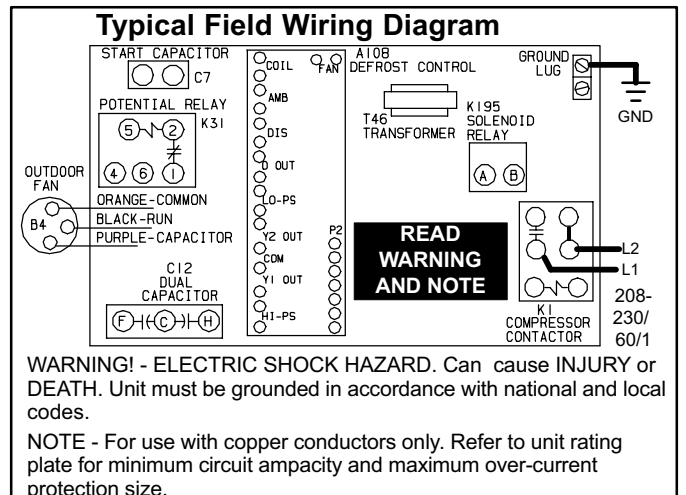 Typical Field Wiring Diagram
START CAPACITOR
C7
POTENTIAL RELAY
K31
5
2
4
6
1
OUTDOOR
FAN
B4
ORANGE-COMMON
BLACK-RUN
PURPLE-CAPACITOR
C12
DUAL
CAPACITOR
F
C
H
COIL
FAN
AMB
DIS
O OUT
LO-PS
Y2 OUT
P2
COM
Y1 OUT
HI-PS
A108
DEFROST CONTROL
T46
TRANSFORMER
K195
SOLENOID
RELAY
A
B
GROUND
LUG
GND
READ
WARNING
AND NOTE
L2
L1
208-
230/
60/1
K1
COMPRESSOR
CONTACTOR
WARNING! - ELECTRIC SHOCK HAZARD. Can cause INJURY or
DEATH. Unit must be grounded in accordance with national and local
codes.
NOTE - For use with copper conductors only. Refer to unit rating
plate for minimum circuit ampacity and maximum over-current
protection size.